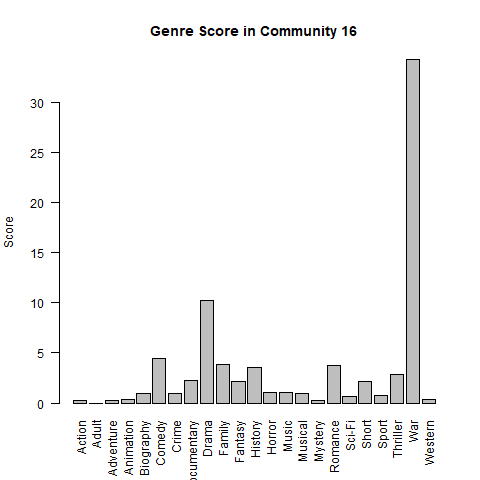 Genre Score in Community 16
Score
30
25
20
15
10
5
0
Action
Adult
Adventure
Animation
Biography
Comedy
Crime
ocumentary
Drama
Family
Fantasy
History
Horror
Music
Musical
Mystery
Romance
Sci-Fi
Short
Sport
Thriller
War
Western